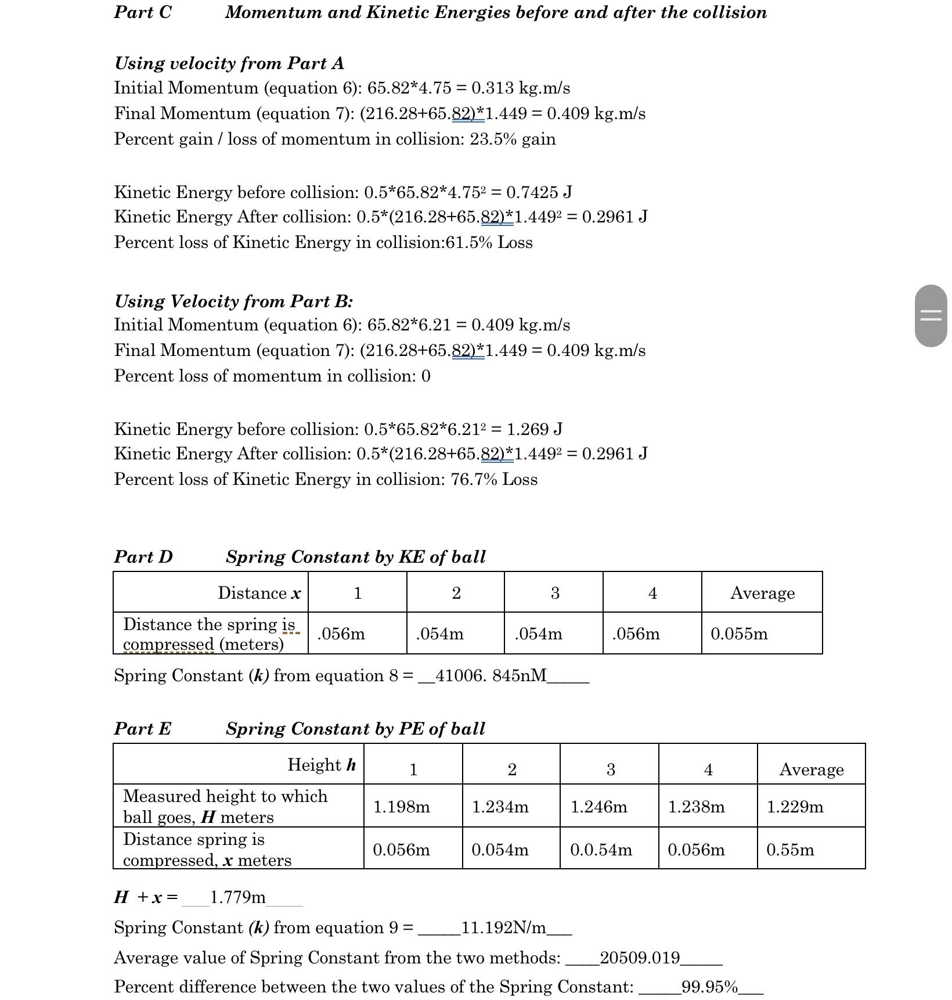 Part C Momentum and Kinetic Energies before and after the collision
Using velocity from Part A
Initial Momentum (equation 6): 65.82*4.75 = 0.313 kg.m/s
Final Momentum (equation 7): (216.28+65.82)*1.449 = 0.409 kg.m/s
Percent gain / loss of momentum in collision: 23.5% gain
Kinetic Energy before collision: 0.5*65.82*4.75² = 0.7425 J
Kinetic Energy After collision: 0.5*(216.28+65.82)*1.449² = 0.2961 J
Percent loss of Kinetic Energy in collision:61.5% Loss
Using Velocity from Part B:
Initial Momentum (equation 6): 65.82*6.21 = 0.409 kg.m/s
Final Momentum (equation 7): (216.28+65.82)*1.449 = 0.409 kg.m/s
Percent loss of momentum in collision: 0
Kinetic Energy before collision: 0.5*65.82*6.21² = 1.269 J
Kinetic Energy After collision: 0.5*(216.28+65.82)*1.449² = 0.2961 J
Percent loss of Kinetic Energy in collision: 76.7% Loss
Part D Spring Constant by KE of ball
Distance x 1 2 3 4 Average
Distance the spring is
compressed (meters) .056m .054m .054m .056m 0.055m
Spring Constant (k) from equation 8 = __41006. 845nM_____
Part E Spring Constant by PE of ball
Height h 1 2 3 4 Average
Measured height to which
ball goes, H meters 1.198m 1.234m 1.246m 1.238m 1.229m
Distance spring is
compressed, x meters 0.056m 0.054m 0.0.54m 0.056m 0.55m
H + x = ___1.779m____
Spring Constant (k) from equation 9 = _____11.192N/m___
Average value of Spring Constant from the two methods: ____20509.019_____
Percent difference between the two values of the Spring Constant: _____99.95%___